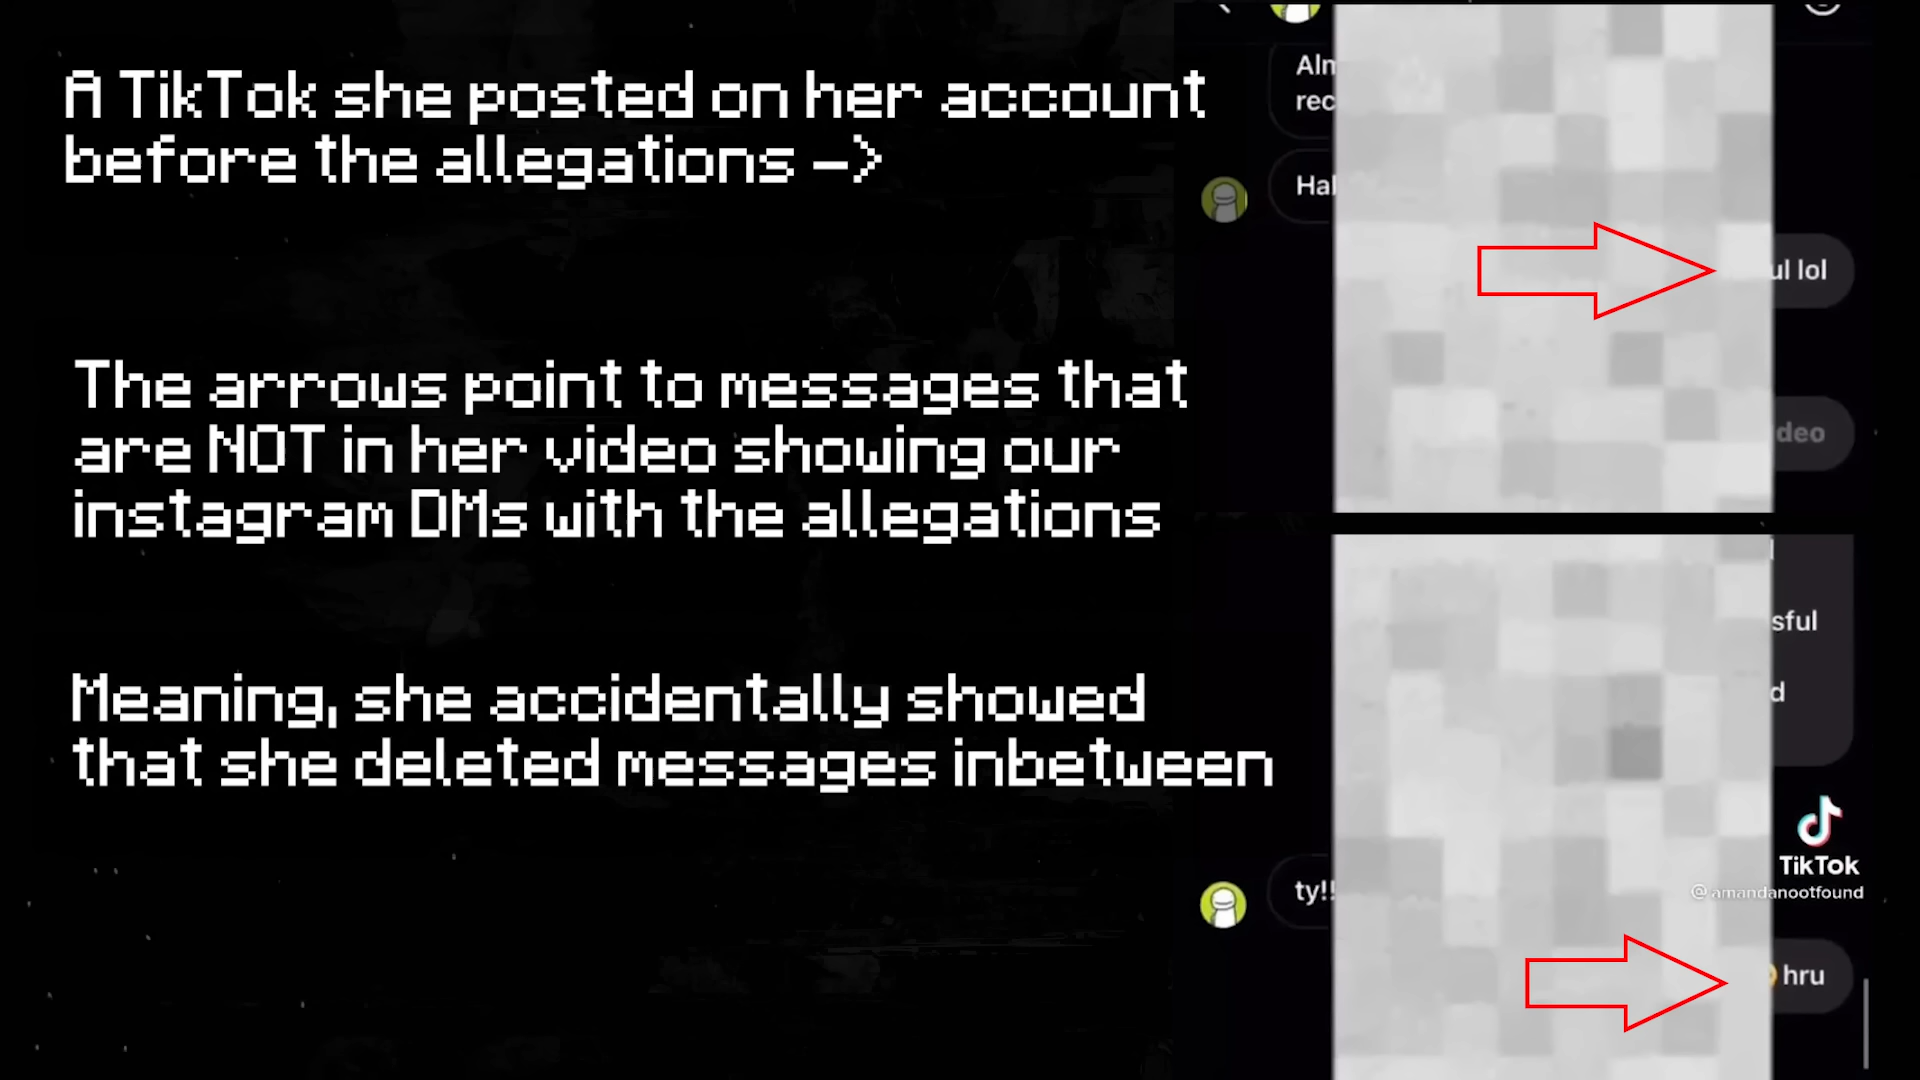 A TikTok she posted on her account
before the allegations —>
The arrows point to messages that
are NOT in her video showing our
instagram DMs with the allegations
Meaning, she accidentally showed
that she deleted messages inbetween
ul lol
deo
sful
d
ty!!
TikTok
@amandanootfound
hru